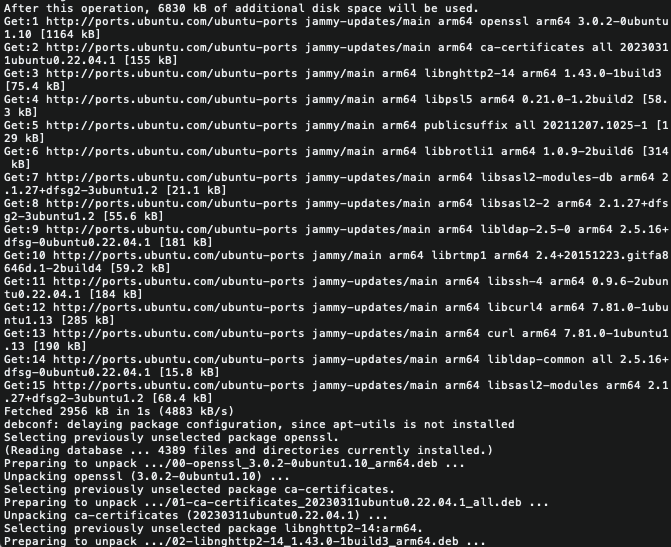 After this operation, 6830 kB of additional disk space will be used.
Get:1 http://ports.ubuntu.com/ubuntu-ports jammy-updates/main arm64 openssl arm64 3.0.2-0ubuntu
1.10 [1164 kB]
Get:2 http://ports.ubuntu.com/ubuntu-ports jammy-updates/main arm64 ca-certificates all 2023031
1ubuntu0.22.04.1 [155 kB]
Get:3 http://ports.ubuntu.com/ubuntu-ports jammy/main arm64 libnghttp2-14 arm64 1.43.0-1build3
[75.4 kB]
Get:4 http://ports.ubuntu.com/ubuntu-ports jammy/main arm64 libpsl5 arm64 0.21.0-1.2build2 [58.
3 kB]
Get:5 http://ports.ubuntu.com/ubuntu-ports jammy/main arm64 publicsuffix all 20211207.1025-1 [1
29 kB]
Get:6 http://ports.ubuntu.com/ubuntu-ports jammy/main arm64 libbrotli1 arm64 1.0.9-2build6 [314
 kB]
Get:7 http://ports.ubuntu.com/ubuntu-ports jammy-updates/main arm64 libsasl2-modules-db arm64 2
.1.27+dfsg2-3ubuntu1.2 [21.1 kB]
Get:8 http://ports.ubuntu.com/ubuntu-ports jammy-updates/main arm64 libsasl2-2 arm64 2.1.27+dfs
g2-3ubuntu1.2 [55.6 kB]
Get:9 http://ports.ubuntu.com/ubuntu-ports jammy-updates/main arm64 libldap-2.5-0 arm64 2.5.16+
dfsg-0ubuntu0.22.04.1 [181 kB]
Get:10 http://ports.ubuntu.com/ubuntu-ports jammy/main arm64 librtmp1 arm64 2.4+20151223.gitfa8
646d.1-2build4 [59.2 kB]
Get:11 http://ports.ubuntu.com/ubuntu-ports jammy-updates/main arm64 libssh-4 arm64 0.9.6-2ubun
tu0.22.04.1 [184 kB]
Get:12 http://ports.ubuntu.com/ubuntu-ports jammy-updates/main arm64 libcurl4 arm64 7.81.0-1ubu
ntu1.13 [285 kB]
Get:13 http://ports.ubuntu.com/ubuntu-ports jammy-updates/main arm64 curl arm64 7.81.0-1ubuntu1
.13 [190 kB]
Get:14 http://ports.ubuntu.com/ubuntu-ports jammy-updates/main arm64 libldap-common all 2.5.16+
dfsg-0ubuntu0.22.04.1 [15.8 kB]
Get:15 http://ports.ubuntu.com/ubuntu-ports jammy-updates/main arm64 libsasl2-modules arm64 2.1
.27+dfsg2-3ubuntu1.2 [68.4 kB]
Fetched 2956 kB in 1s (4883 kB/s)
debconf: delaying package configuration, since apt-utils is not installed
Selecting previously unselected package openssl.
(Reading database ... 4389 files and directories currently installed.)
Preparing to unpack .../00-openssl_3.0.2-0ubuntu1.10_arm64.deb ...
Unpacking openssl (3.0.2-0ubuntu1.10) ...
Selecting previously unselected package ca-certificates.
Preparing to unpack .../01-ca-certificates_20230311ubuntu0.22.04.1_all.deb ...
Unpacking ca-certificates (20230311ubuntu0.22.04.1) ...
Selecting previously unselected package libnghttp2-14:arm64.
Preparing to unpack .../02-libnghttp2-14_1.43.0-1build3_arm64.deb ...